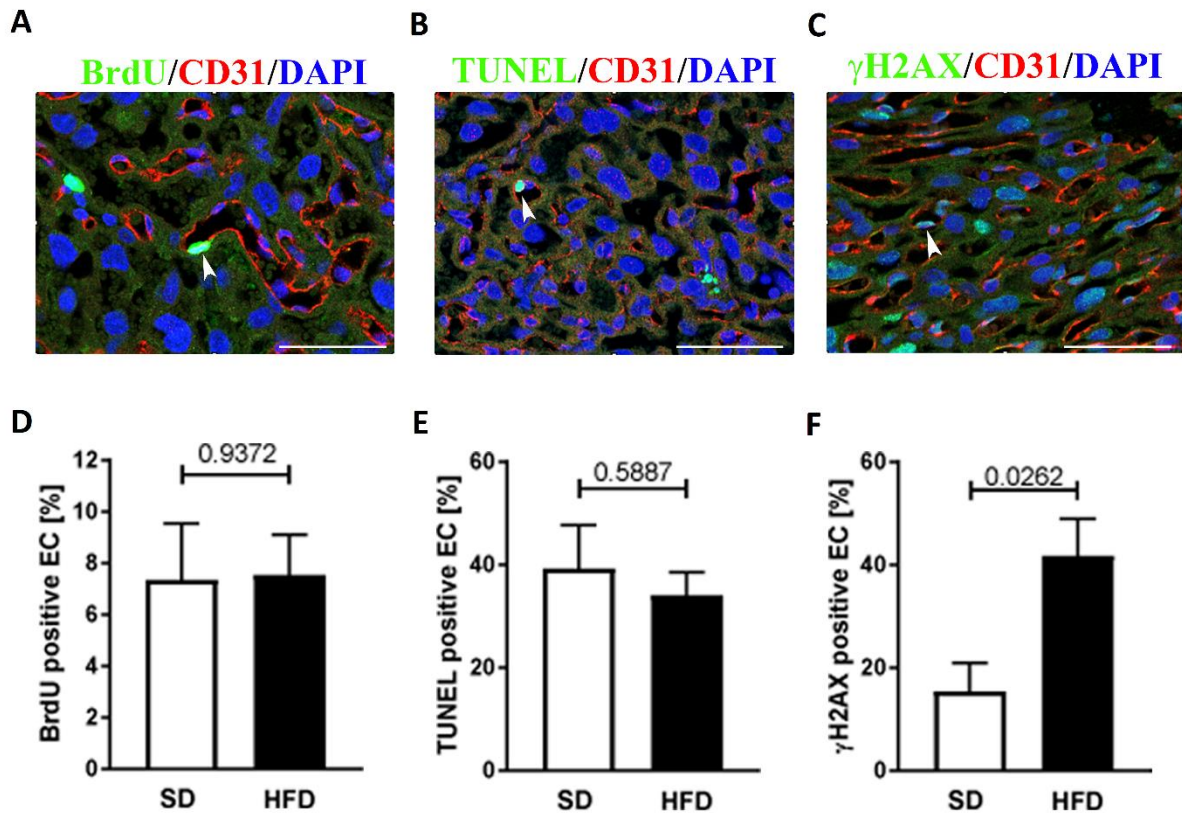 A
BrdU/CD31/DAPI
B
TUNEL/CD31/DAPI
C
γH2AX/CD31/DAPI
D
BrdU positive EC [%]
12
10
8
6
4
2
0
0.9372
SD HFD
E
TUNEL positive EC [%]
60
40
20
0
0.5887
SD HFD
F
γH2AX positive EC [%]
60
40
20
0
0.0262
SD HFD